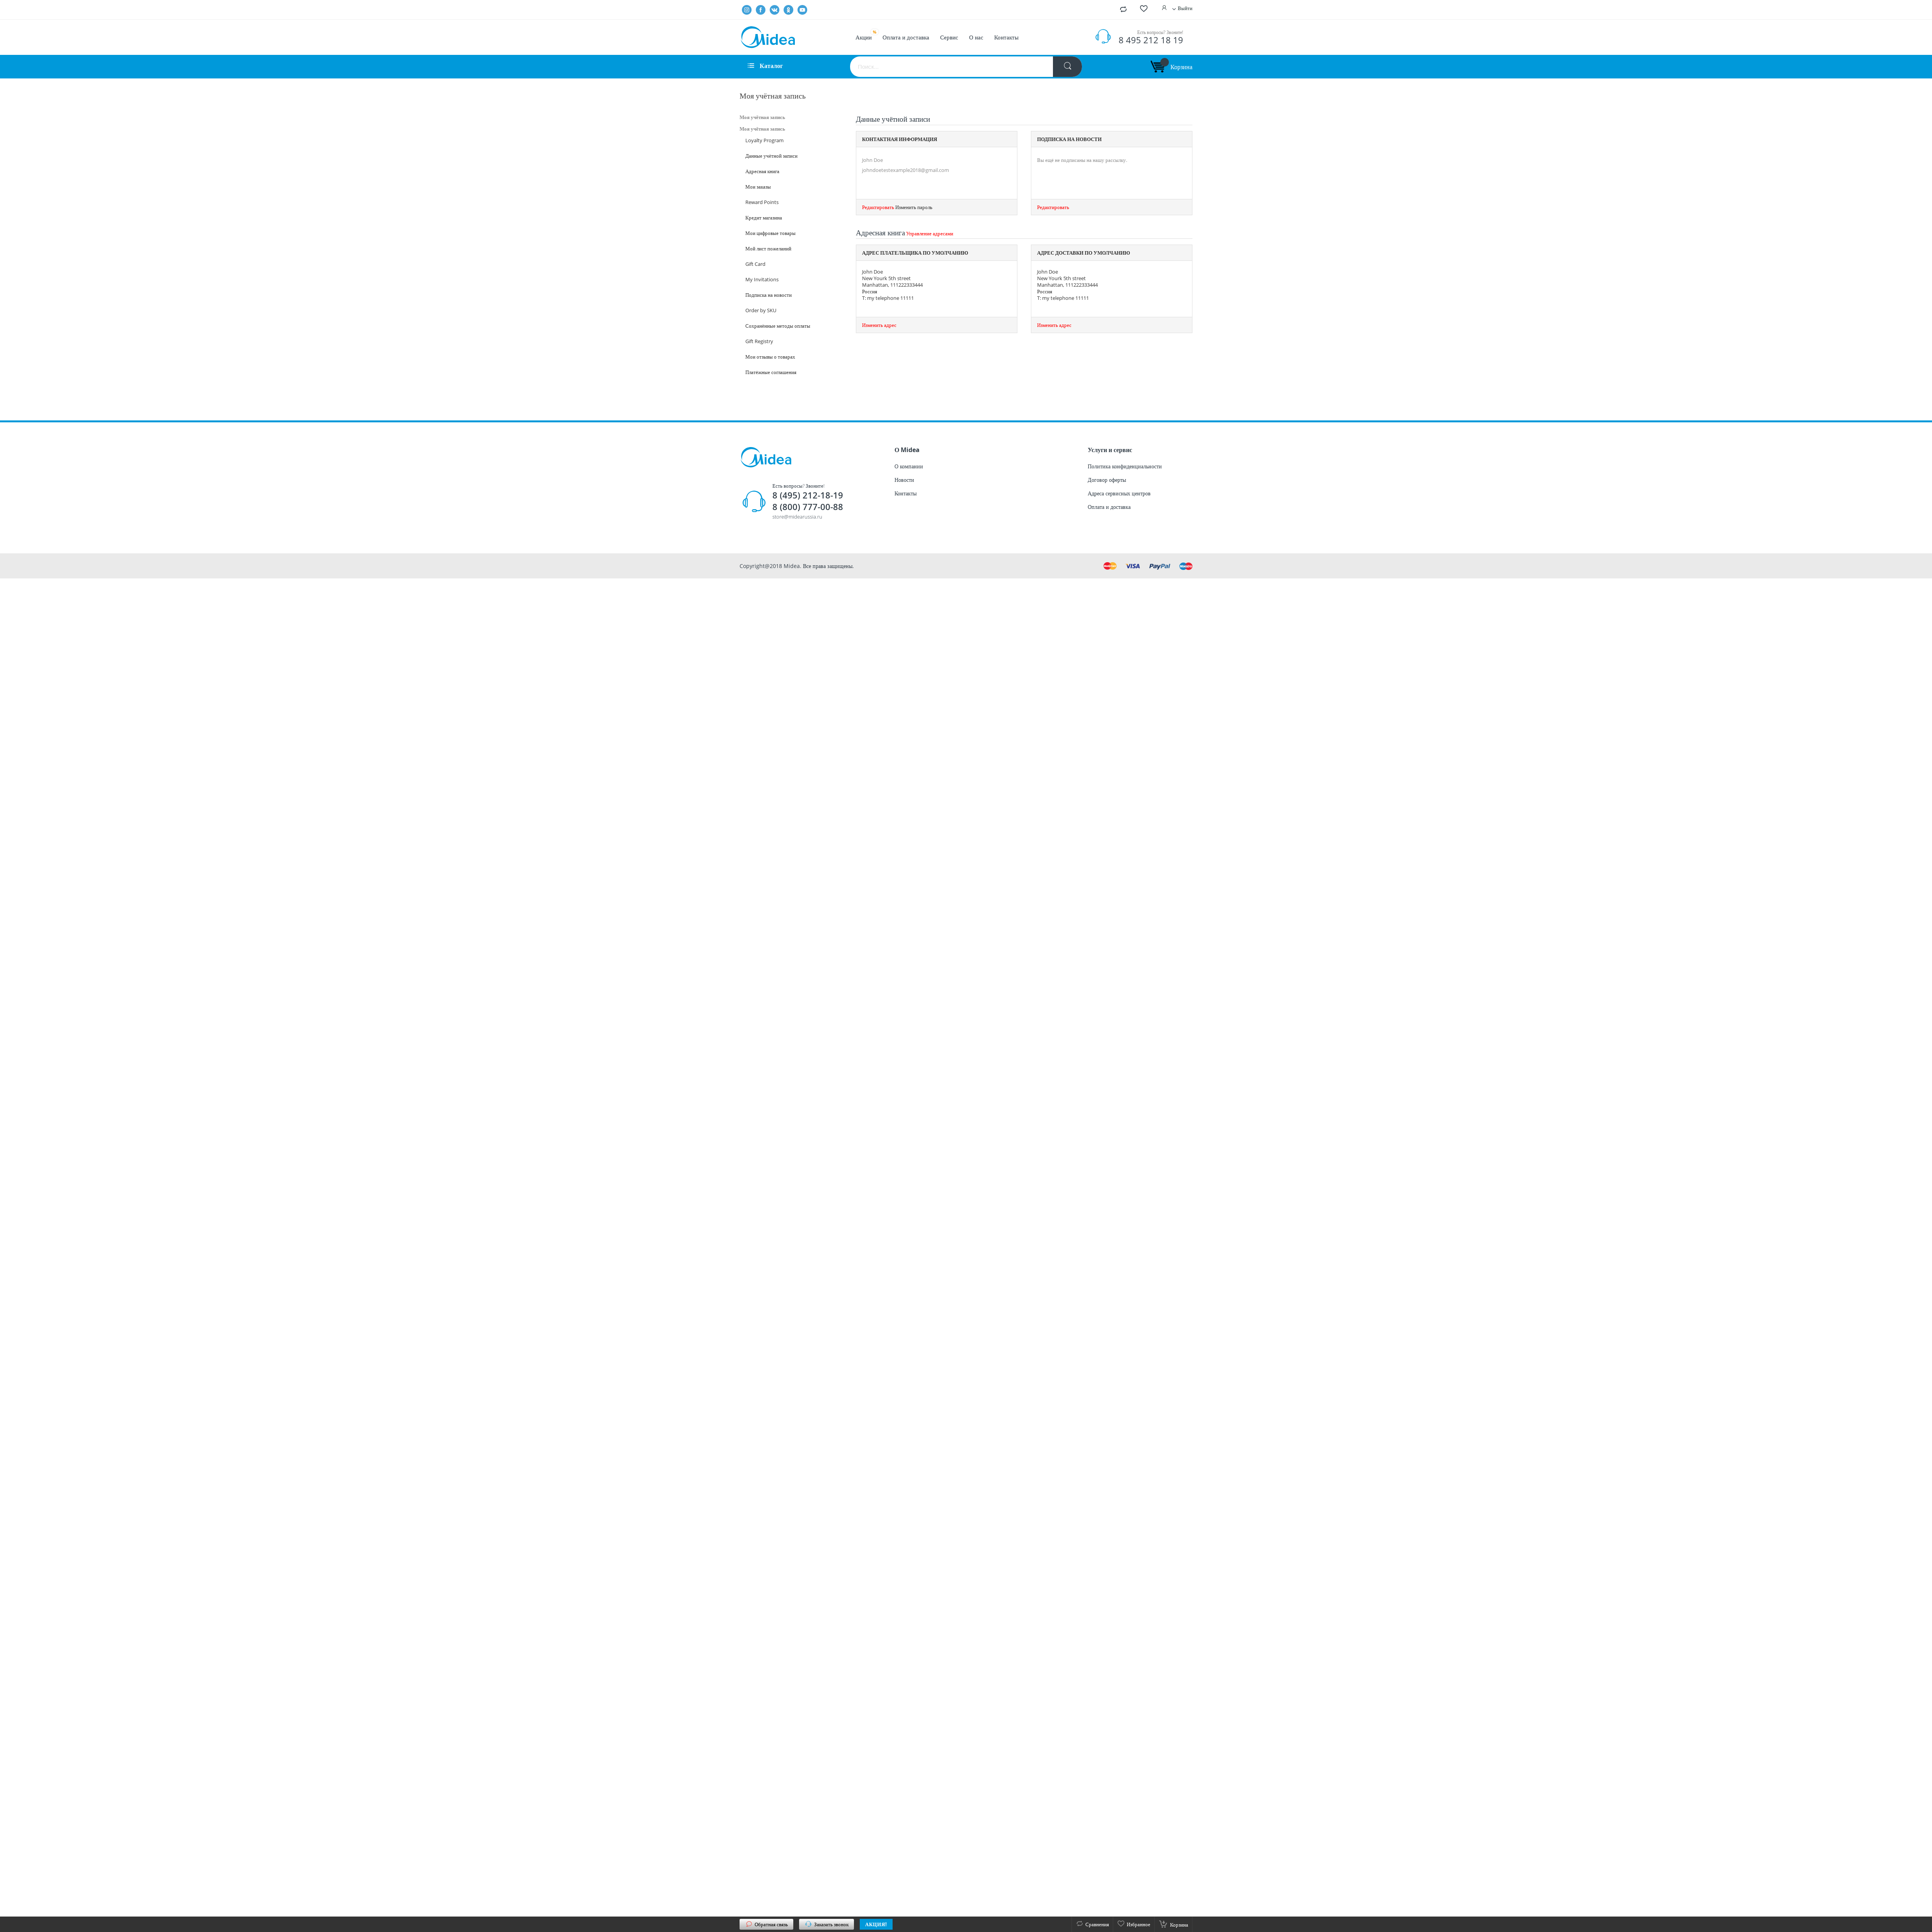 Выйти
Midea
Акции %
Оплата и доставка
Сервис
О нас
Контакты
Есть вопросы? Звоните!
8 495 212 18 19
Каталог
Поиск ...
Корзина
Моя учётная запись
Моя учётная запись
Моя учётная запись
Loyalty Program
Данные учётной записи
Адресная книга
Мои заказы
Reward Points
Кредит магазина
Мои цифровые товары
Мой лист пожеланий
Gift Card
My Invitations
Подписка на новости
Order by SKU
Сохранённые методы оплаты
Gift Registry
Мои отзывы о товарах
Платёжные соглашения
Данные учётной записи
КОНТАКТНАЯ ИНФОРМАЦИЯ
John Doe
johndoetestexample2018@gmail.com
Редактировать Изменить пароль
ПОДПИСКА НА НОВОСТИ
Вы ещё не подписаны на нашу рассылку.
Редактировать
Адресная книга Управление адресами
АДРЕС ПЛАТЕЛЬЩИКА ПО УМОЛЧАНИЮ
John Doe
New Yourk 5th street
Manhattan, 111222333444
Россия
T: my telephone 11111
Изменить адрес
АДРЕС ДОСТАВКИ ПО УМОЛЧАНИЮ
John Doe
New Yourk 5th street
Manhattan, 111222333444
Россия
T: my telephone 11111
Изменить адрес
Midea
Есть вопросы? Звоните!
8 (495) 212-18-19
8 (800) 777-00-88
store@midearussia.ru
О Midea
О компании
Новости
Контакты
Услуги и сервис
Политика конфиденциальности
Договор оферты
Адреса сервисных центров
Оплата и доставка
Copyright@2018 Midea. Все права защищены.
VISA
PayPal
Обратная связь
Заказать звонок
АКЦИЯ!
Сравнения
Избранное
Корзина